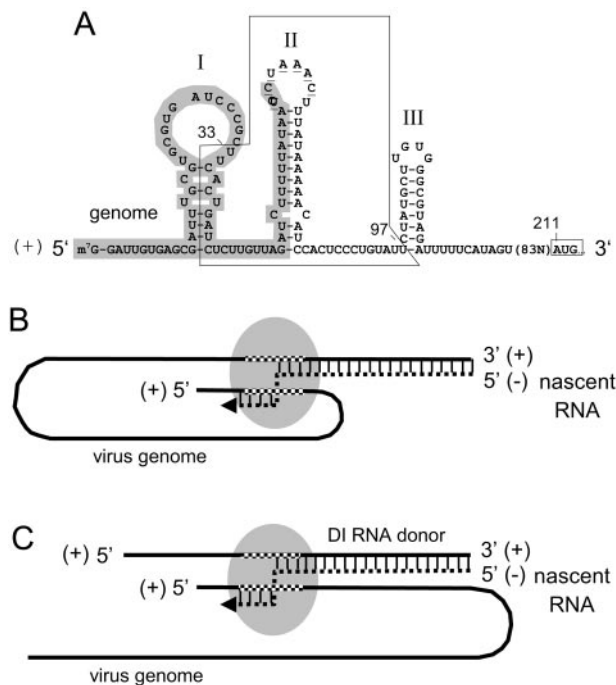 A
I
II
III
33
genome
97
211
(+) 5' m⁷G-GAUUGUGAGCG-CUCUUGUUAG-CCACUCCCUGUAUU-AUUUUUCAUAGU (83N) AUG 3'
B
3' (+)
(+) 5'
5' (-) nascent
RNA
virus genome
C
DI RNA donor
(+) 5'
3' (+)
(+) 5'
5' (-) nascent
RNA
virus genome